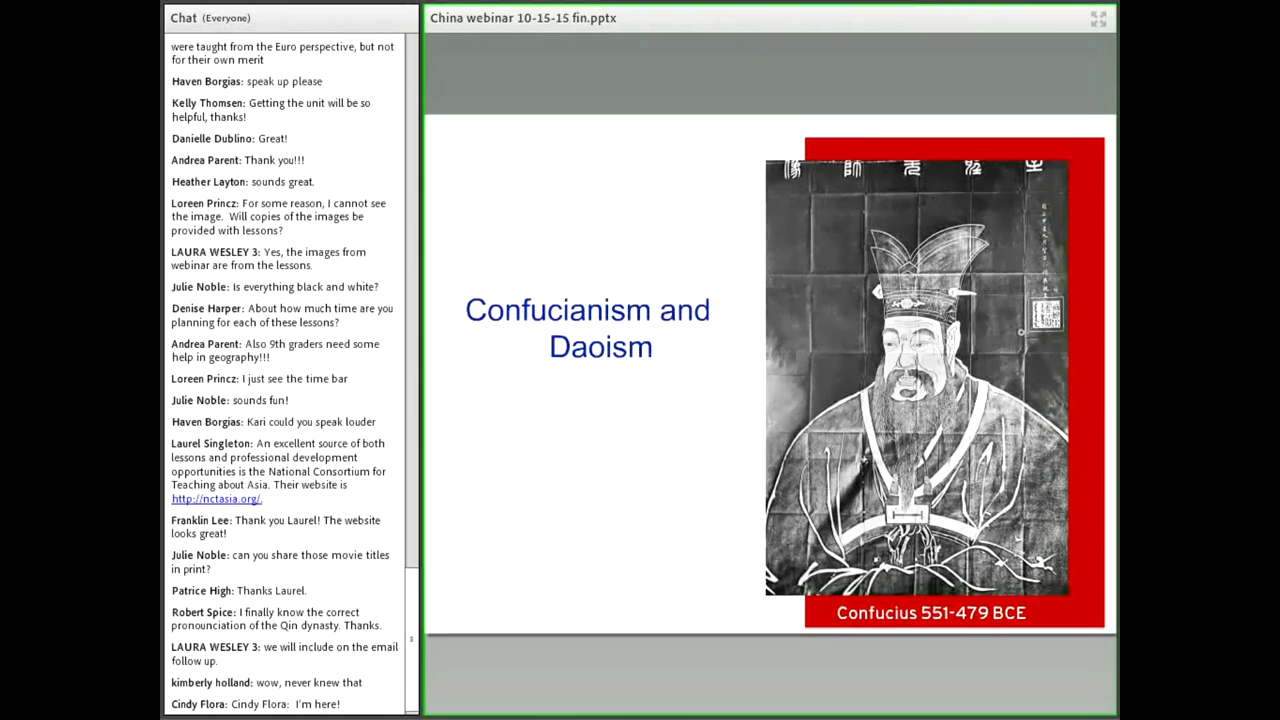 Chat (Everyone)
were taught from the Euro perspective, but not
for their own merit
Haven Borgias: speak up please
Kelly Thomsen: Getting the unit will be so
helpful, thanks!
Danielle Dublino: Great!
Andrea Parent: Thank you!!!
Heather Layton: sounds great.
Loreen Princz: For some reason, I cannot see
the image. Will copies of the images be
provided with lessons?
LAURA WESLEY 3: Yes, the images from
webinar are from the lessons.
Julie Noble: Is everything black and white?
Denise Harper: About how much time are you
planning for each of these lessons?
Andrea Parent: Also 9th graders need some
help in geography!!!
Loreen Princz: I just see the time bar
Julie Noble: sounds fun!
Haven Borgias: Kari could you speak louder
Laurel Singleton: An excellent source of both
lessons and professional development
opportunities is the National Consortium for
Teaching about Asia. Their website is
http://nctasia.org/.
Franklin Lee: Thank you Laurel! The website
looks great!
Julie Noble: can you share those movie titles
in print?
Patrice High: Thanks Laurel.
Robert Spice: I finally know the correct
pronounciation of the Qin dynasty. Thanks.
LAURA WESLEY 3: we will include on the email
follow up.
kimberly holland: wow, never knew that
Cindy Flora: Cindy Flora: I'm here!
China webinar 10-15-15 fin.pptx
Confucianism and
Daoism
Confucius 551-479 BCE